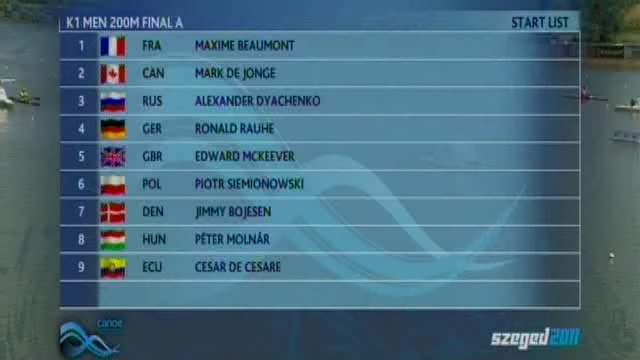 K1 MEN 200M FINAL A START LIST
1 FRA MAXIME BEAUMONT
2 CAN MARK DE JONGE
3 RUS ALEXANDER DYACHENKO
4 GER RONALD RAUHE
5 GBR EDWARD MCKEEVER
6 POL PIOTR SIEMIONOWSKI
7 DEN JIMMY BOJESEN
8 HUN PÉTER MOLNÁR
9 ECU CESAR DE CESARE
canoe
szeged2011